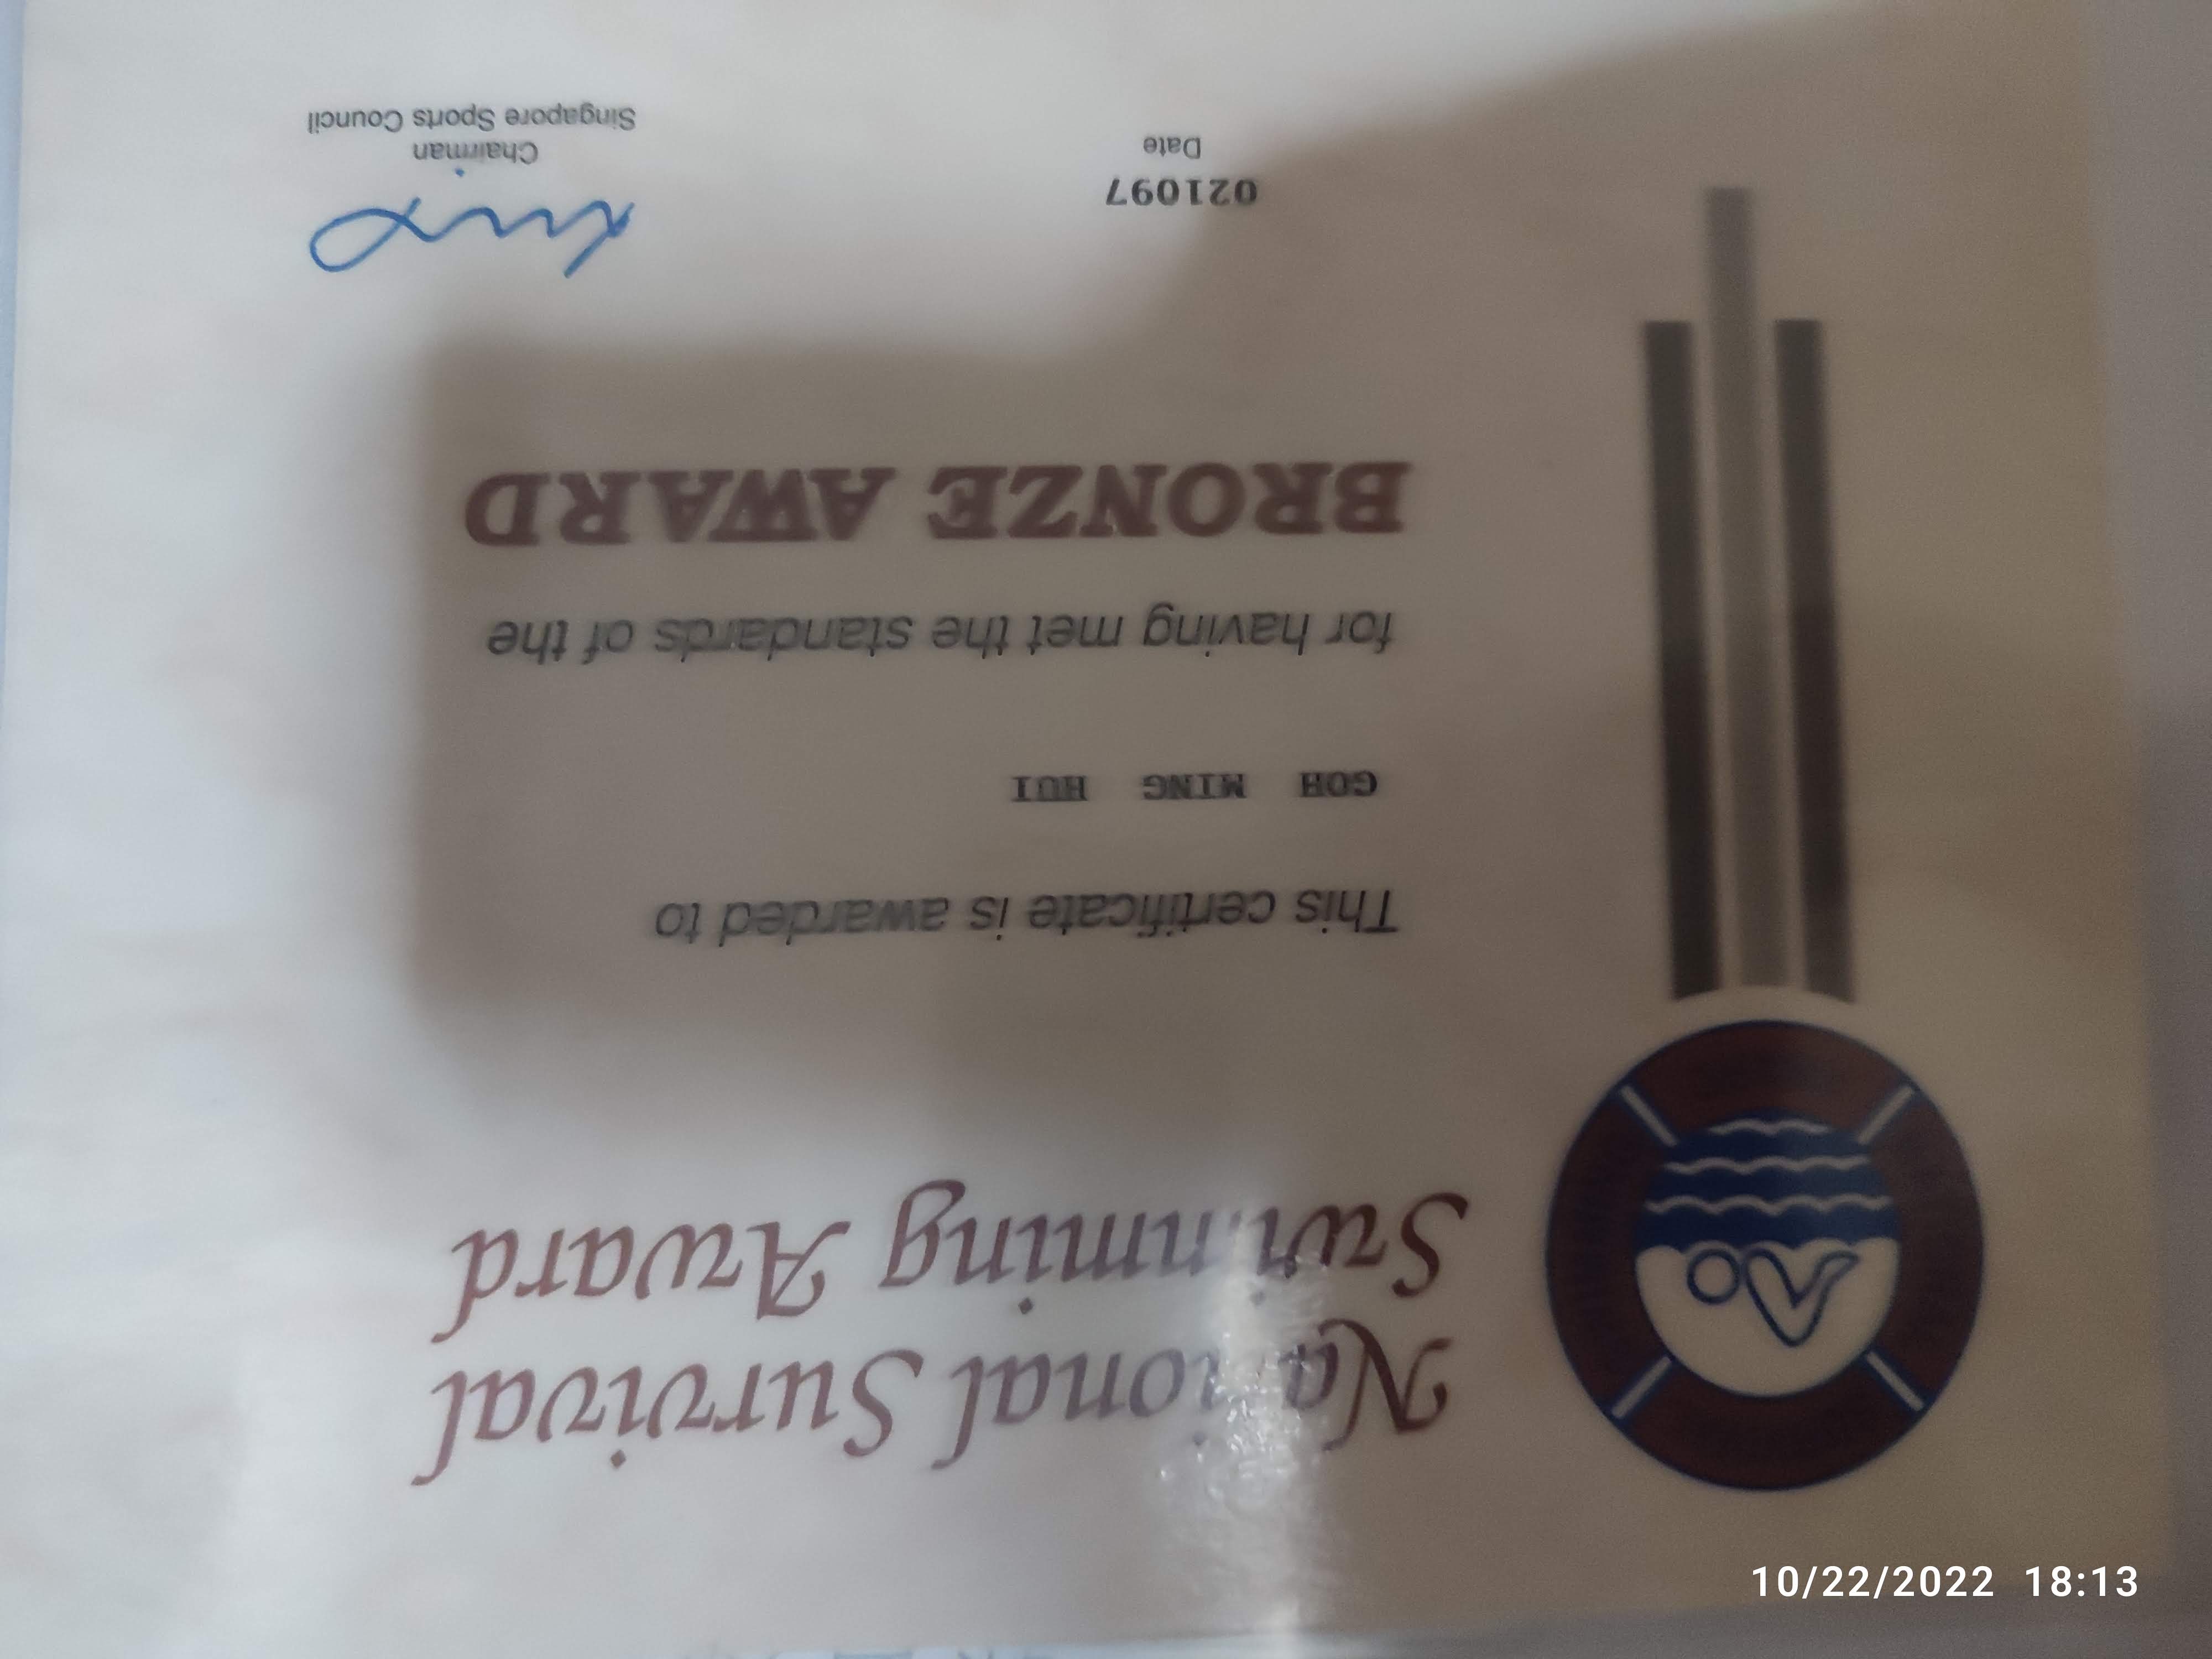 10/22/2022 18:13
National Survival
Swimming Award
This certificate is awarded to
GOH MING HUI
for having met the standards of the
BRONZE AWARD
021097
Date
Chairman
Singapore Sports Council